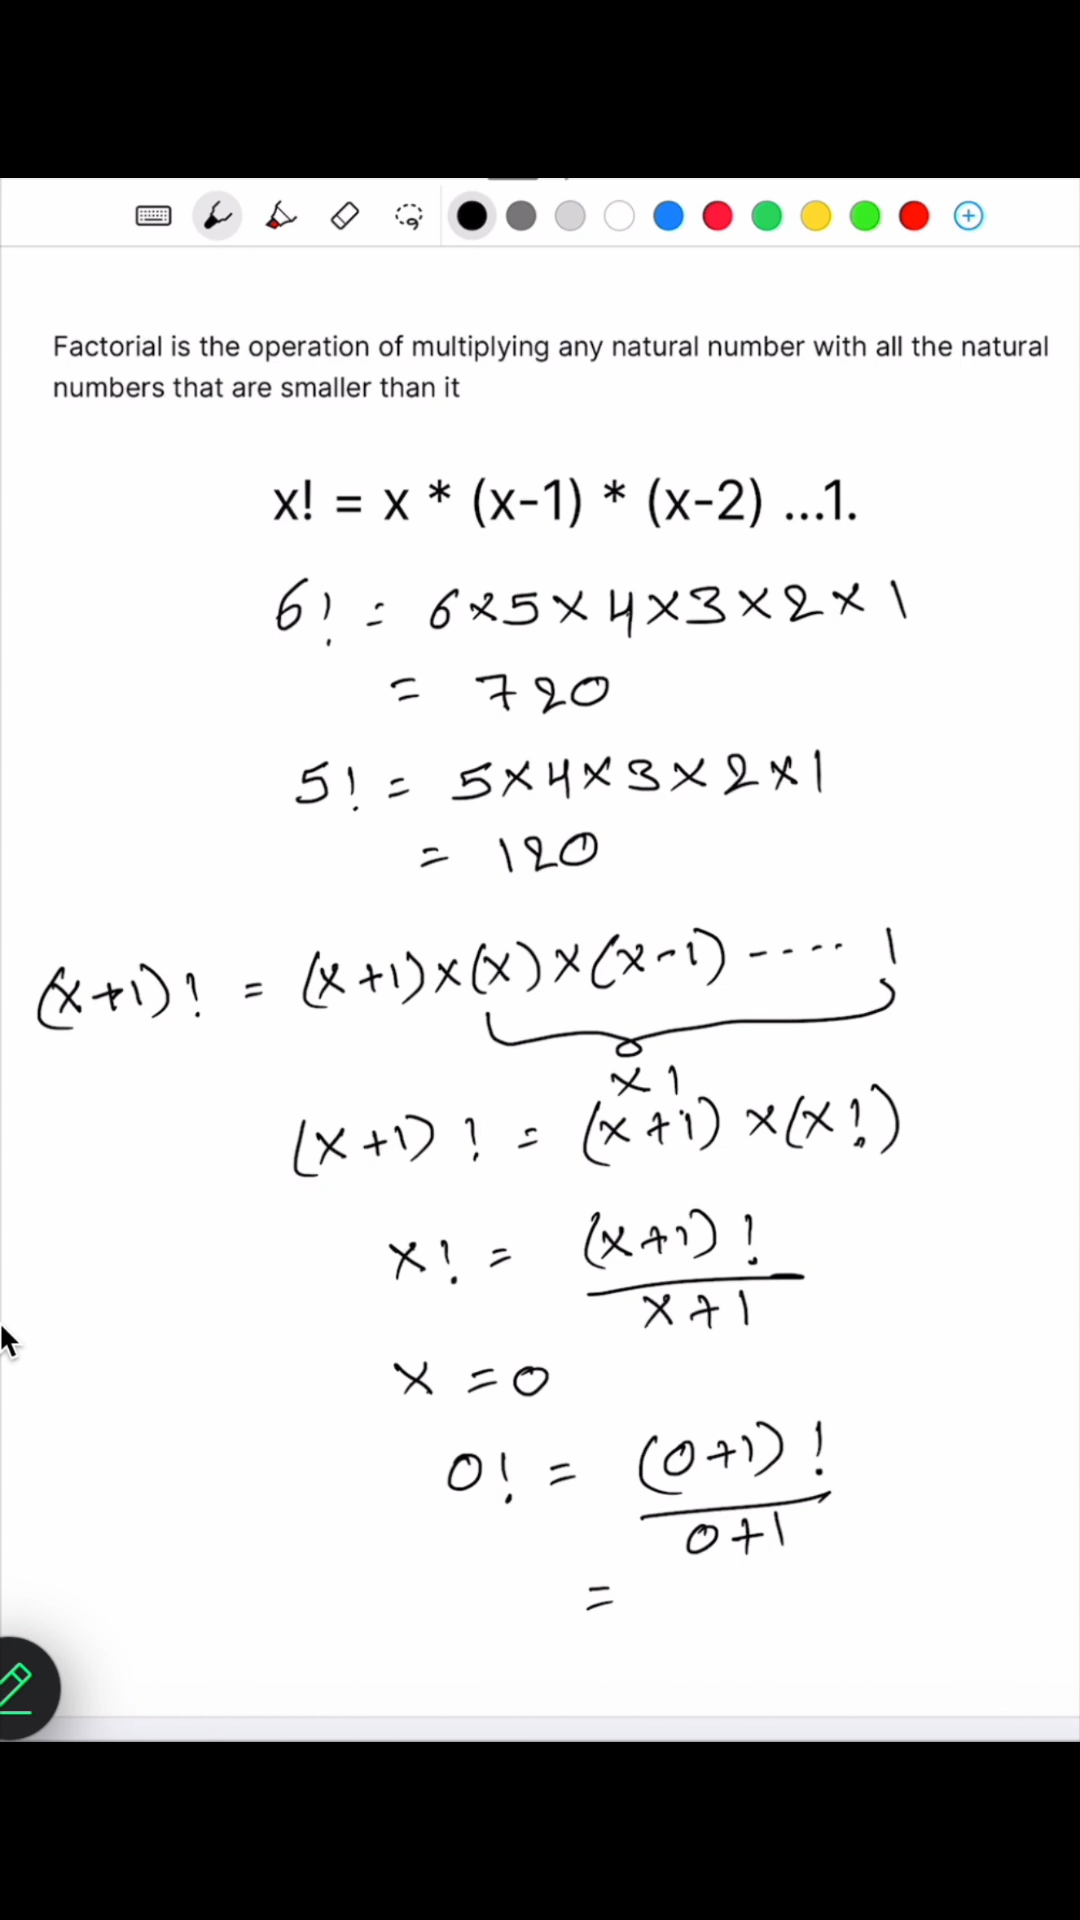 Factorial is the operation of multiplying any natural number with all the natural
numbers that are smaller than it
x! = x * (x-1) * (x-2) ...1.
6! = 6×5×4×3×2×1
= 720
5! = 5×4×3×2×1
= 120
(x+1)! = (x+1)×(x)×(x-1) ----- 1
x!
(x+1)! = (x+1)×(x!)
x! = (x+1)!
x+1
x = 0
0! = (0+1)!
0+1
=